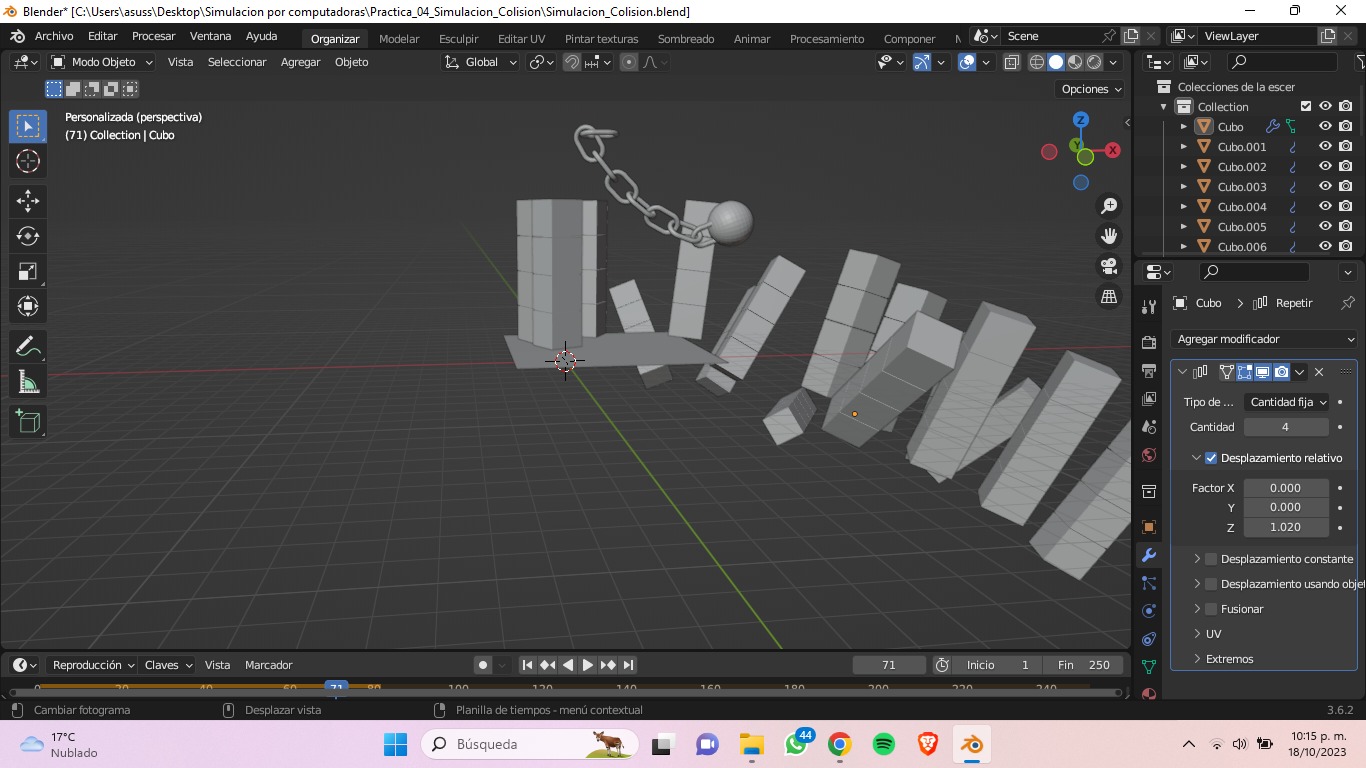 Blender* [C:\Users\asuss\Desktop\Simulacion por computadoras\Practica_04_Simulacion_Colision\Simulacion_Colision.blend]
Archivo Editar Procesar Ventana Ayuda Organizar Modelar Esculpir Editar UV Pintar texturas Sombreado Animar Procesamiento Componer Scene ViewLayer
Modo Objeto Vista Seleccionar Agregar Objeto Global
Opciones
Personalizada (perspectiva)
(71) Collection | Cubo
Z
Y
X
Colecciones de la escer
Collection
Cubo
Cubo.001
Cubo.002
Cubo.003
Cubo.004
Cubo.005
Cubo.006
Cubo > Repetir
Agregar modificador
Tipo de ... Cantidad fija
Cantidad 4
Desplazamiento relativo
Factor X 0.000
Y 0.000
Z 1.020
Desplazamiento constante
Desplazamiento usando obje
Fusionar
UV
Extremos
Reproducción Claves Vista Marcador 71 Inicio 1 Fin 250
0 20 40 60 71 80 100 120 140 160 180 200 220 240
Cambiar fotograma Desplazar vista Planilla de tiempos - menú contextual 3.6.2
17°C
Nublado
Búsqueda
44
10:15 p. m.
18/10/2023